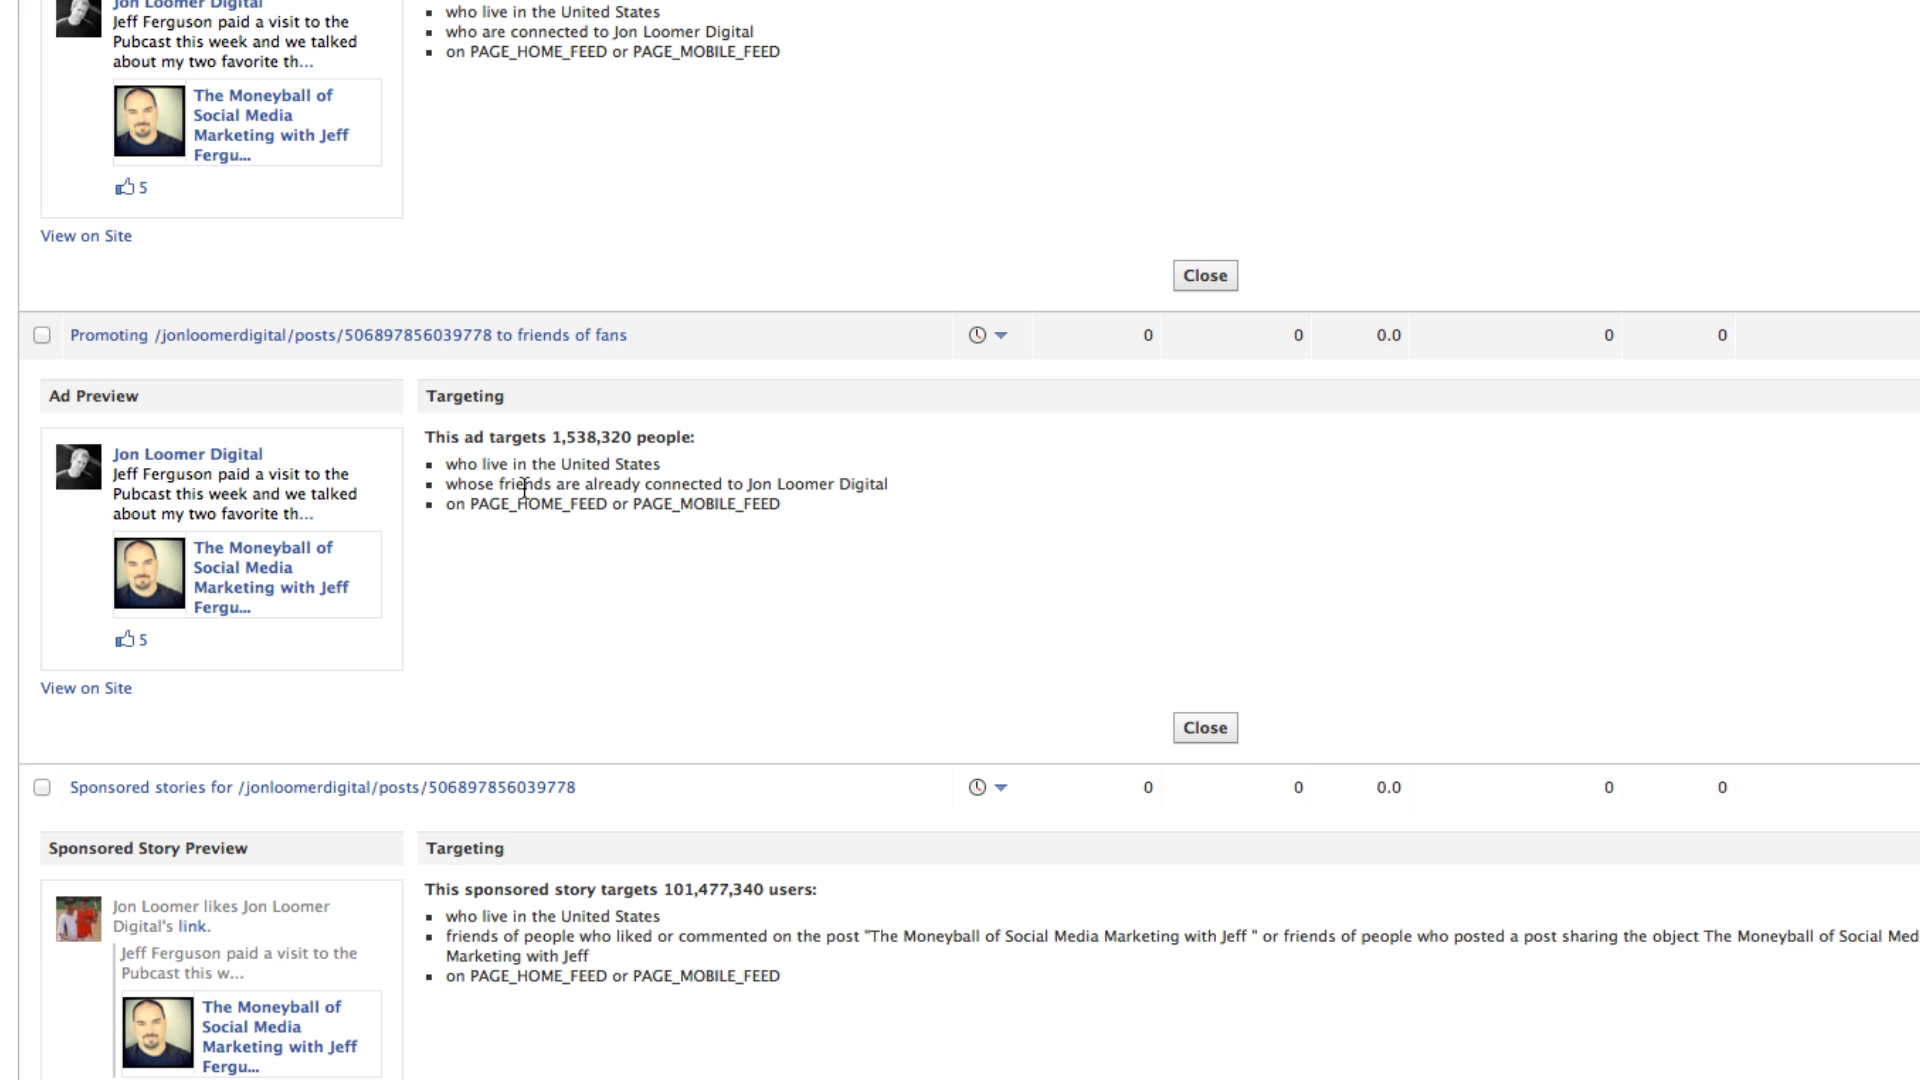 Jon Loomer Digital
Jeff Ferguson paid a visit to the
Pubcast this week and we talked
about my two favorite th...
The Moneyball of
Social Media
Marketing with Jeff
Fergu...
5
View on Site
who live in the United States
who are connected to Jon Loomer Digital
on PAGE_HOME_FEED or PAGE_MOBILE_FEED
Close
Promoting /jonloomerdigital/posts/506897856039778 to friends of fans 0 0 0.0 0 0
Ad Preview
Jon Loomer Digital
Jeff Ferguson paid a visit to the
Pubcast this week and we talked
about my two favorite th...
The Moneyball of
Social Media
Marketing with Jeff
Fergu...
5
View on Site
Targeting
This ad targets 1,538,320 people:
who live in the United States
whose friends are already connected to Jon Loomer Digital
on PAGE_HOME_FEED or PAGE_MOBILE_FEED
Close
Sponsored stories for /jonloomerdigital/posts/506897856039778 0 0 0.0 0 0
Sponsored Story Preview
Jon Loomer likes Jon Loomer
Digital's link.
Jeff Ferguson paid a visit to the
Pubcast this w...
The Moneyball of
Social Media
Marketing with Jeff
Fergu...
Targeting
This sponsored story targets 101,477,340 users:
who live in the United States
friends of people who liked or commented on the post "The Moneyball of Social Media Marketing with Jeff " or friends of people who posted a post sharing the object The Moneyball of Social Med
Marketing with Jeff
on PAGE_HOME_FEED or PAGE_MOBILE_FEED